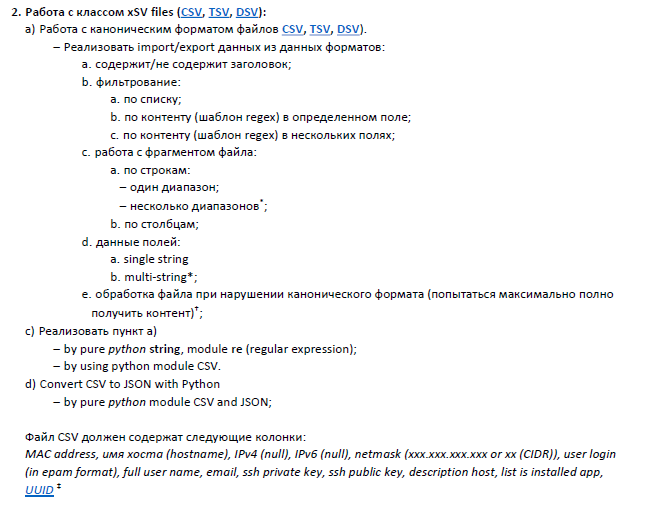 2. Работа с классом xSV files (CSV, TSV, DSV):
a) Работа с каноническим форматом файлов CSV, TSV, DSV).
– Реализовать import/export данных из данных форматов:
a. содержит/не содержит заголовок;
b. фильтрование:
a. по списку;
b. по контенту (шаблон regex) в определенном поле;
c. по контенту (шаблон regex) в нескольких полях;
c. работа с фрагментом файла:
a. по строкам:
– один диапазон;
– несколько диапазонов*;
b. по столбцам;
d. данные полей:
a. single string
b. multi-string*;
e. обработка файла при нарушении канонического формата (попытаться максимально полно
получить контент)†;
c) Реализовать пункт a)
– by pure python string, module re (regular expression);
– by using python module CSV.
d) Convert CSV to JSON with Python
– by pure python module CSV and JSON;
Файл CSV должен содержат следующие колонки:
MAC address, имя хоста (hostname), IPv4 (null), IPv6 (null), netmask (xxx.xxx.xxx.xxx or xx (CIDR)), user login
(in epam format), full user name, email, ssh private key, ssh public key, description host, list is installed app,
UUID ‡